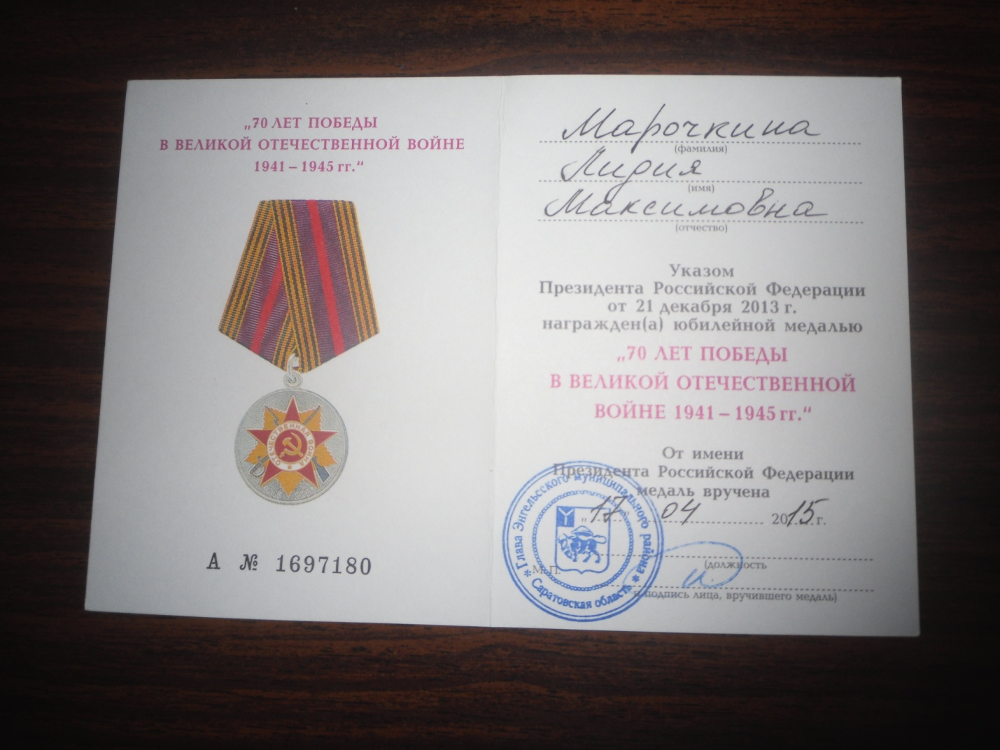 „70 ЛЕТ ПОБЕДЫ
В ВЕЛИКОЙ ОТЕЧЕСТВЕННОЙ ВОЙНЕ
1941 – 1945 гг.“
ОТЕЧЕСТВЕННАЯ ВОЙНА
А № 1697180
Марочкина
(фамилия)
Лидия
(имя)
Максимовна
(отчество)
Указом
Президента Российской Федерации
от 21 декабря 2013 г.
награжден(а) юбилейной медалью
„70 ЛЕТ ПОБЕДЫ
В ВЕЛИКОЙ ОТЕЧЕСТВЕННОЙ
ВОЙНЕ 1941 – 1945 гг.“
От имени
Президента Российской Федерации
медаль вручена
„17“ 04 2015 г.
(должность
М.П.
и подпись лица, вручившего медаль)
* Глава Энгельсского муниципального района *
Саратовская область